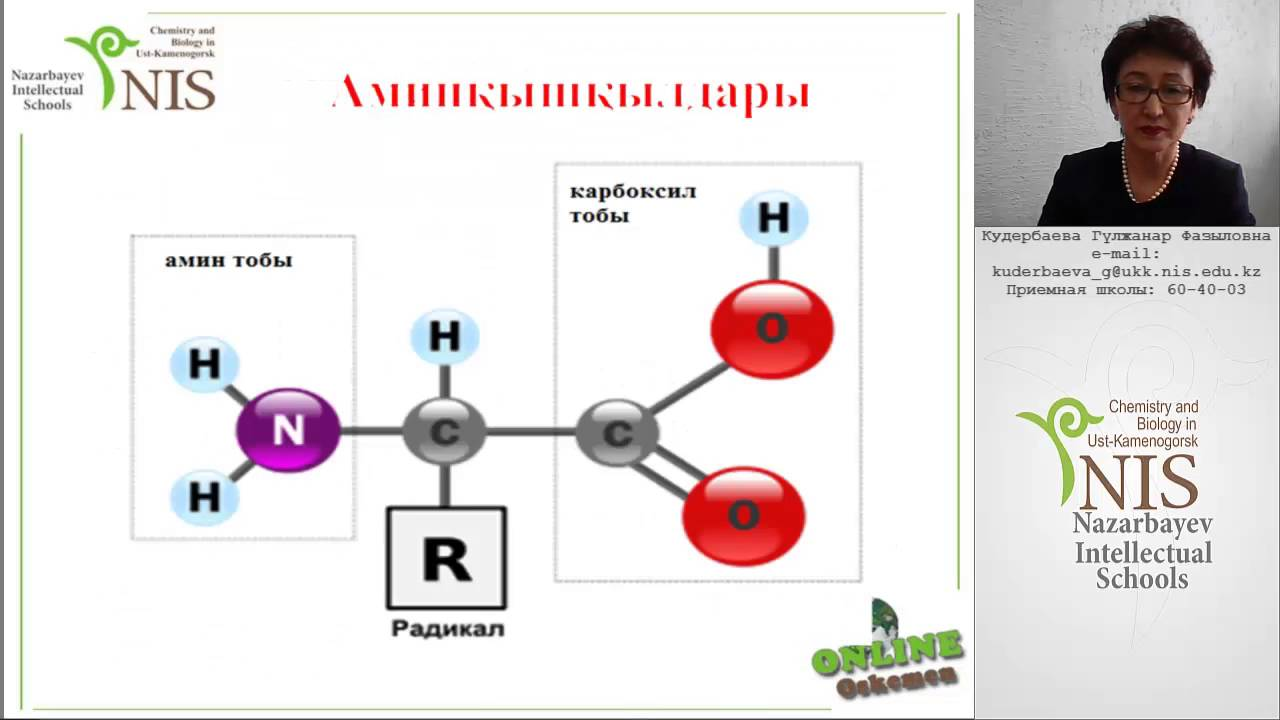 Chemistry and
Biology in
Ust-Kamenogorsk
Nazarbayev
Intellectual
Schools
NIS
Аминқышқылдары
амин тобы
карбоксил
тобы
H
O
H
H
N
C
C
H
O
R
Радикал
ONLINE
Oskemen
Кудербаева Гүлжанар Фазыловна
e-mail:
kuderbaeva_g@ukk.nis.edu.kz
Приемная школы: 60-40-03
Chemistry and
Biology in
Ust-Kamenogorsk
NIS
Nazarbayev
Intellectual
Schools